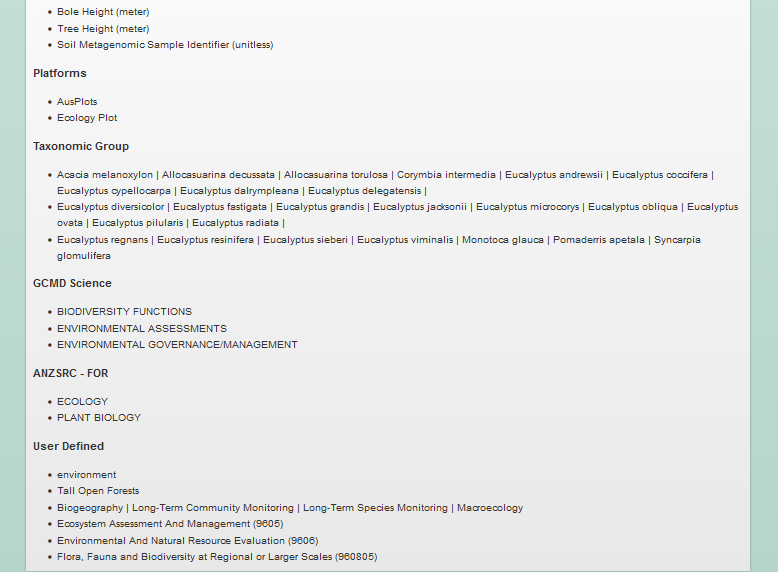 Bole Height (meter)
Tree Height (meter)
Soil Metagenomic Sample Identifier (unitless)
Platforms
AusPlots
Ecology Plot
Taxonomic Group
Acacia melanoxylon | Allocasuarina decussata | Allocasuarina torulosa | Corymbia intermedia | Eucalyptus andrewsii | Eucalyptus coccifera |
Eucalyptus cypellocarpa | Eucalyptus dalrympleana | Eucalyptus delegatensis |
Eucalyptus diversicolor | Eucalyptus fastigata | Eucalyptus grandis | Eucalyptus jacksonii | Eucalyptus microcorys | Eucalyptus obliqua | Eucalyptus
ovata | Eucalyptus pilularis | Eucalyptus radiata |
Eucalyptus regnans | Eucalyptus resinifera | Eucalyptus sieberi | Eucalyptus viminalis | Monotoca glauca | Pomaderris apetala | Syncarpia
glomulifera
GCMD Science
BIODIVERSITY FUNCTIONS
ENVIRONMENTAL ASSESSMENTS
ENVIRONMENTAL GOVERNANCE/MANAGEMENT
ANZSRC - FOR
ECOLOGY
PLANT BIOLOGY
User Defined
environment
Tall Open Forests
Biogeography | Long-Term Community Monitoring | Long-Term Species Monitoring | Macroecology
Ecosystem Assessment And Management (9605)
Environmental And Natural Resource Evaluation (9606)
Flora, Fauna and Biodiversity at Regional or Larger Scales (960805)